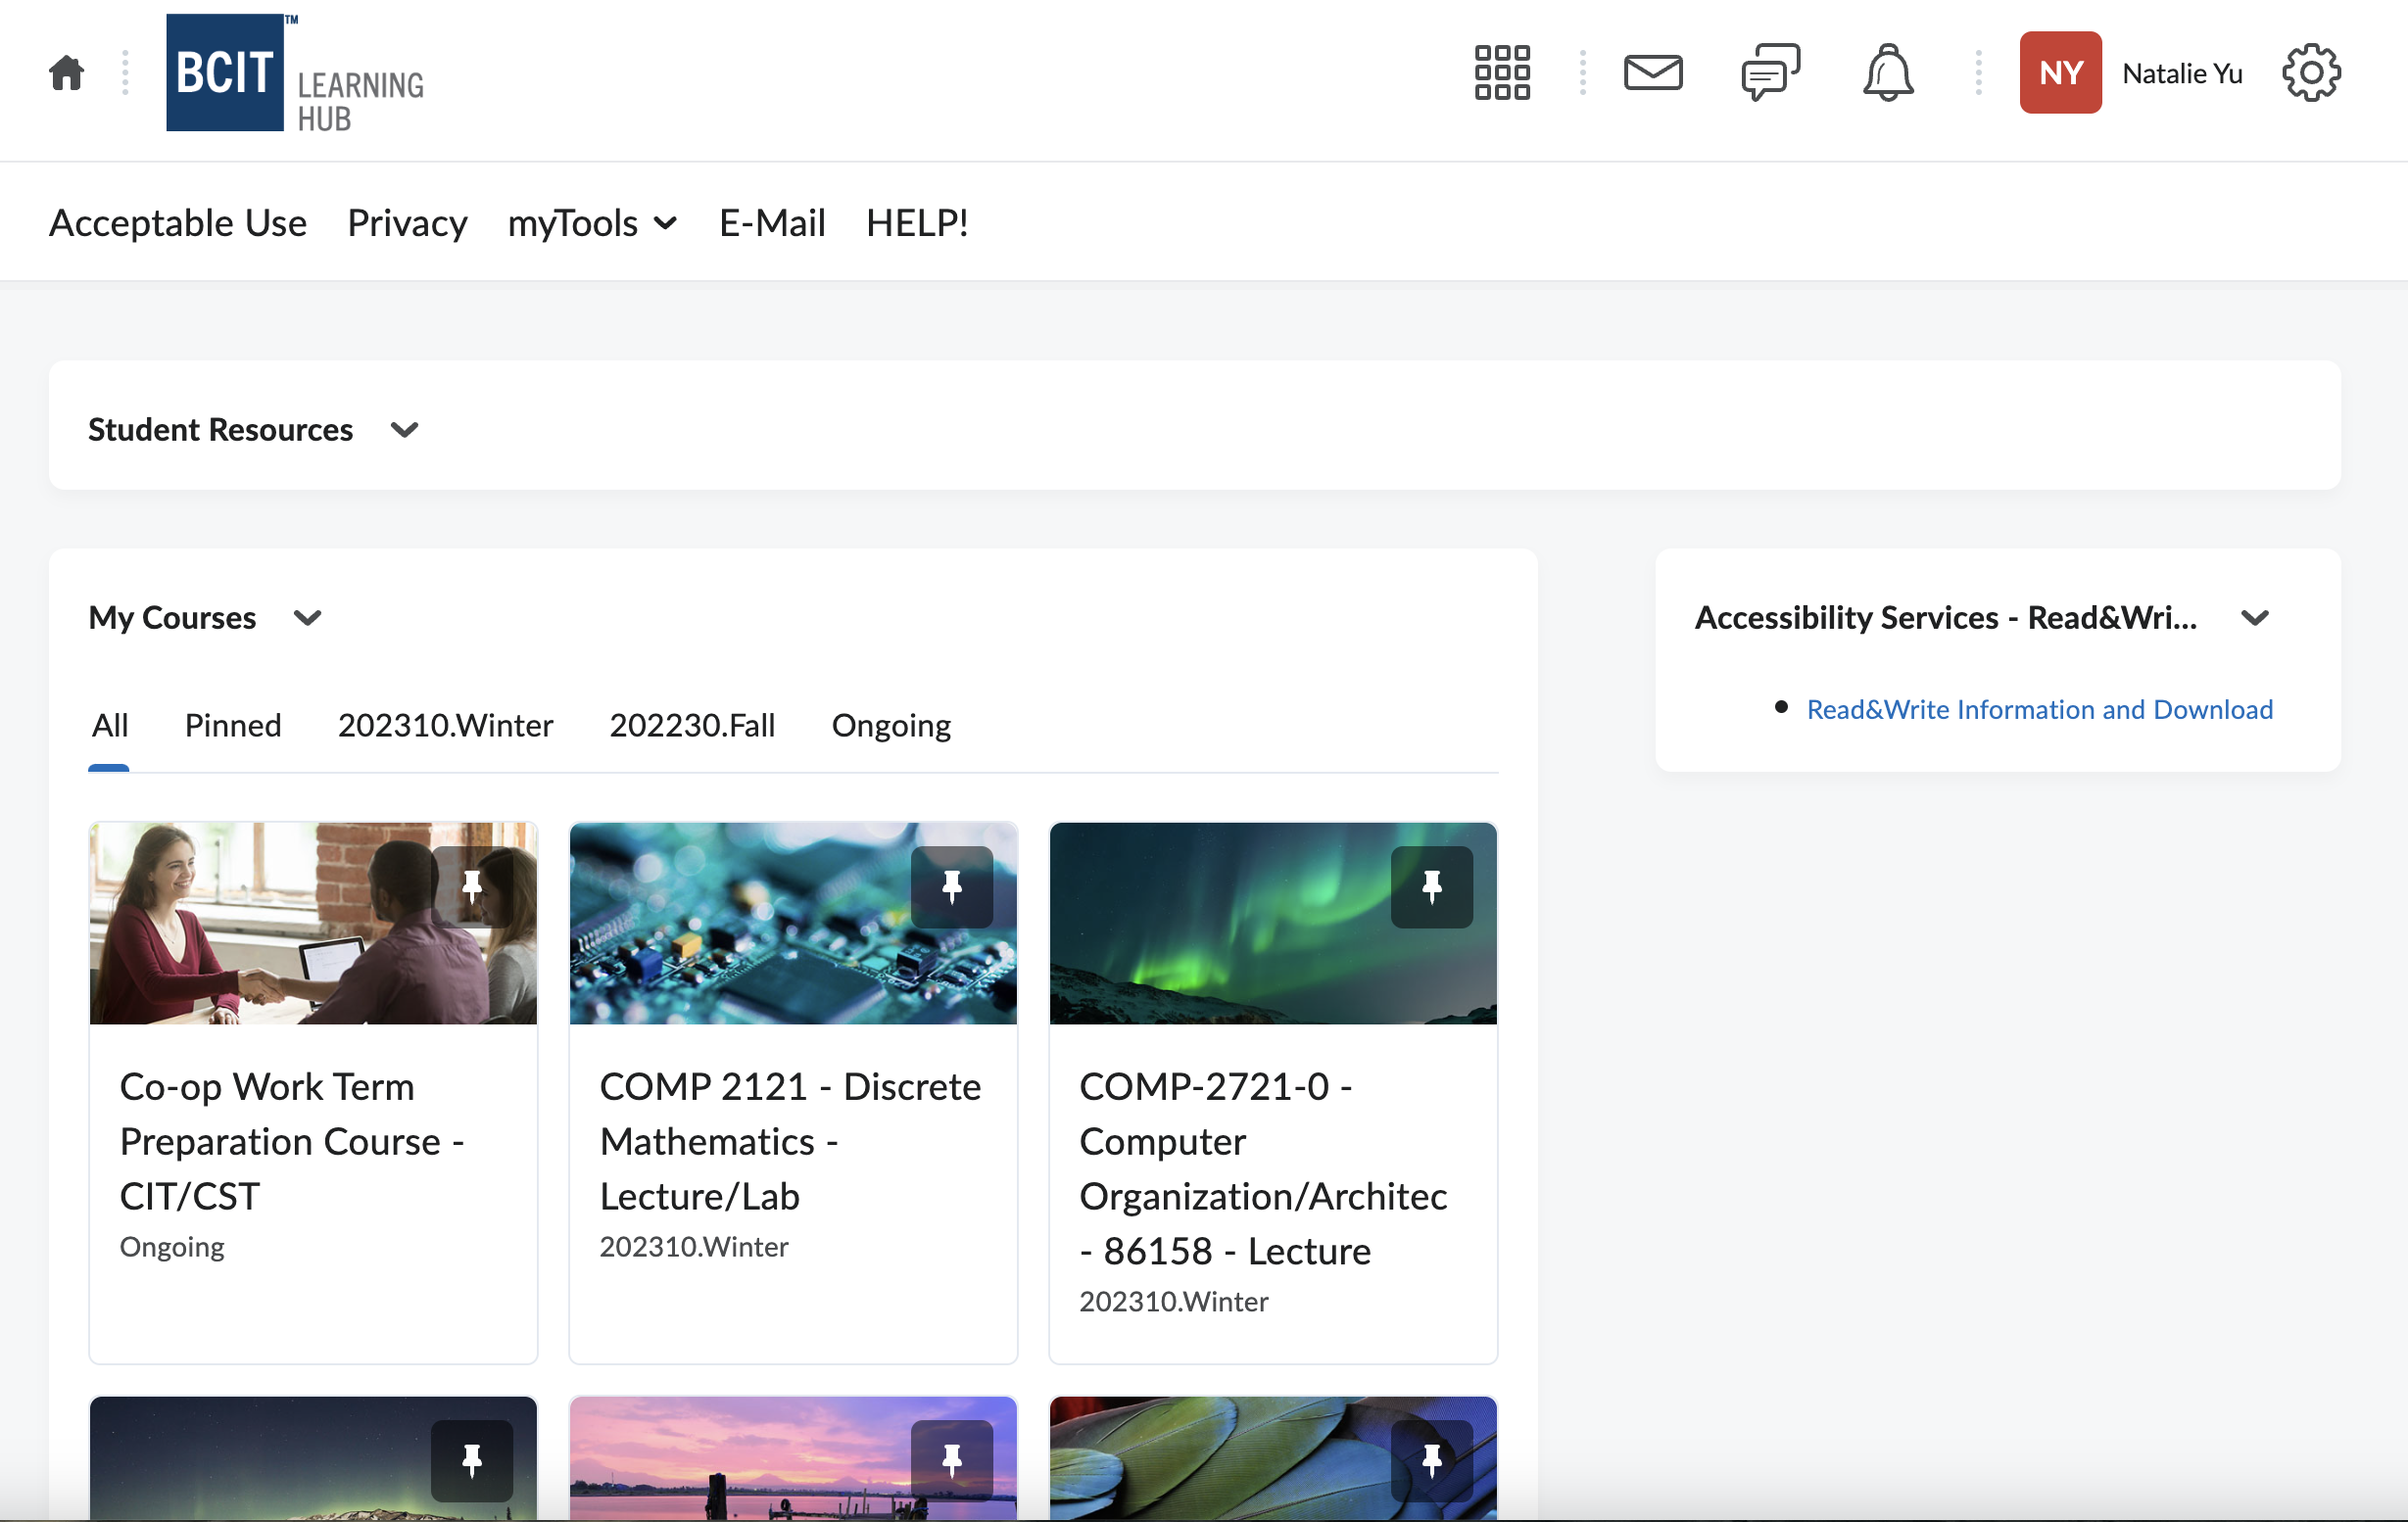 BCIT
TM
LEARNING
HUB
NY
Natalie Yu
Acceptable Use
Privacy
myTools
E-Mail
HELP!
Student Resources
My Courses
All
Pinned
202310.Winter
202230.Fall
Ongoing
Co-op Work Term
Preparation Course -
CIT/CST
Ongoing
COMP 2121 - Discrete
Mathematics -
Lecture/Lab
202310.Winter
COMP-2721-0 -
Computer
Organization/Architec
- 86158 - Lecture
202310.Winter
Accessibility Services - Read&Wri...
Read&Write Information and Download